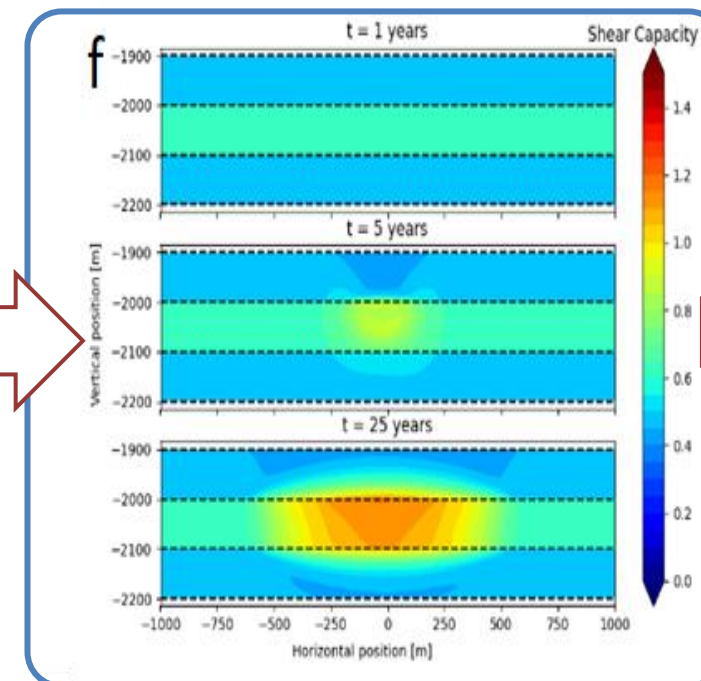 f
t = 1 years
Shear Capacity
−1900
−2000
−2100
−2200
t = 5 years
−1900
−2000
−2100
−2200
t = 25 years
−1900
−2000
−2100
−2200
Vertical position [m]
−1000 −750 −500 −250 0 250 500 750 1000
Horizontal position [m]
1.4
1.2
1.0
0.8
0.6
0.4
0.2
0.0